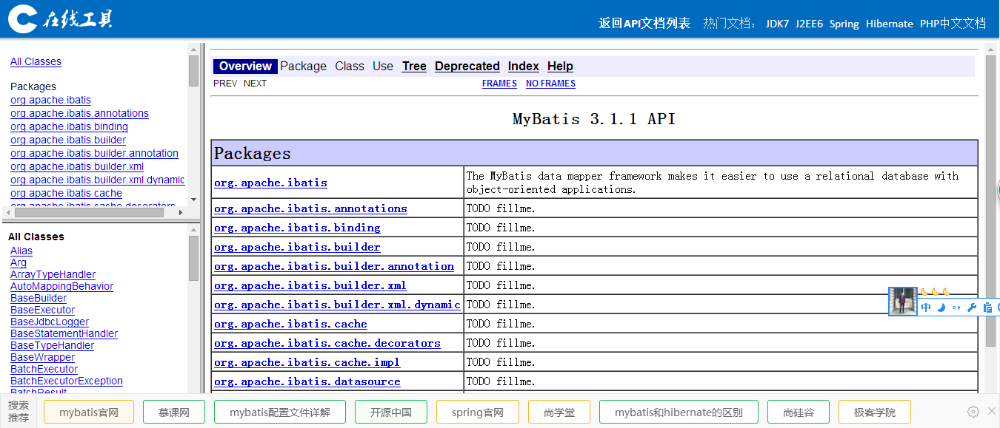 在线工具
返回API文档列表 热门文档： JDK7 J2EE6 Spring Hibernate PHP中文文档
All Classes
Packages
org.apache.ibatis
org.apache.ibatis.annotations
org.apache.ibatis.binding
org.apache.ibatis.builder
org.apache.ibatis.builder.annotation
org.apache.ibatis.builder.xml
org.apache.ibatis.builder.xml.dynamic
org.apache.ibatis.cache
org.apache.ibatis.cache.decorators
All Classes
Alias
Arg
ArrayTypeHandler
AutoMappingBehavior
BaseBuilder
BaseExecutor
BaseJdbcLogger
BaseStatementHandler
BaseTypeHandler
BaseWrapper
BatchExecutor
BatchExecutorException
BatchResult
Overview Package Class Use Tree Deprecated Index Help
PREV NEXT FRAMES NO FRAMES
MyBatis 3.1.1 API
Packages
org.apache.ibatis The MyBatis data mapper framework makes it easier to use a relational database with
object-oriented applications.
org.apache.ibatis.annotations TODO fillme.
org.apache.ibatis.binding TODO fillme.
org.apache.ibatis.builder TODO fillme.
org.apache.ibatis.builder.annotation TODO fillme.
org.apache.ibatis.builder.xml TODO fillme.
org.apache.ibatis.builder.xml.dynamic TODO fillme.
org.apache.ibatis.cache TODO fillme.
org.apache.ibatis.cache.decorators TODO fillme.
org.apache.ibatis.cache.impl TODO fillme.
org.apache.ibatis.datasource TODO fillme.
中
搜索
推荐
mybatis官网 慕课网 mybatis配置文件详解 开源中国 spring官网 尚学堂 mybatis和hibernate的区别 尚硅谷 极客学院